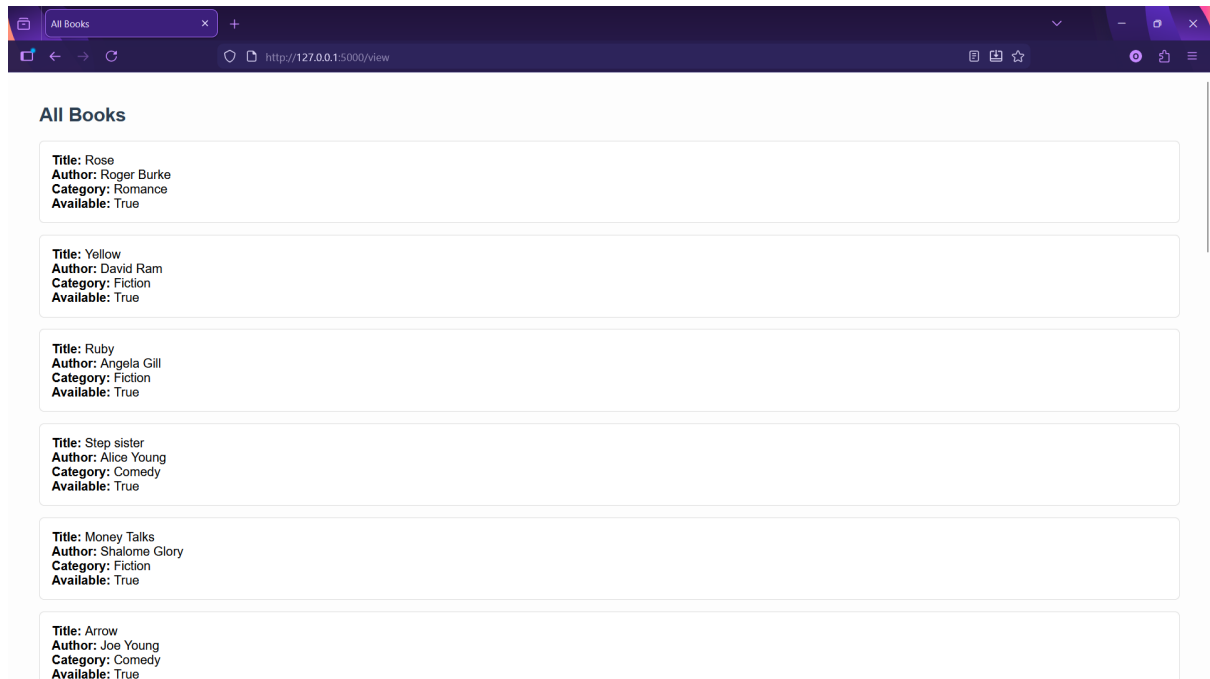 All Books
http://127.0.0.1:5000/view
All Books
Title: Rose
Author: Roger Burke
Category: Romance
Available: True
Title: Yellow
Author: David Ram
Category: Fiction
Available: True
Title: Ruby
Author: Angela Gill
Category: Fiction
Available: True
Title: Step sister
Author: Alice Young
Category: Comedy
Available: True
Title: Money Talks
Author: Shalome Glory
Category: Fiction
Available: True
Title: Arrow
Author: Joe Young
Category: Comedy
Available: True